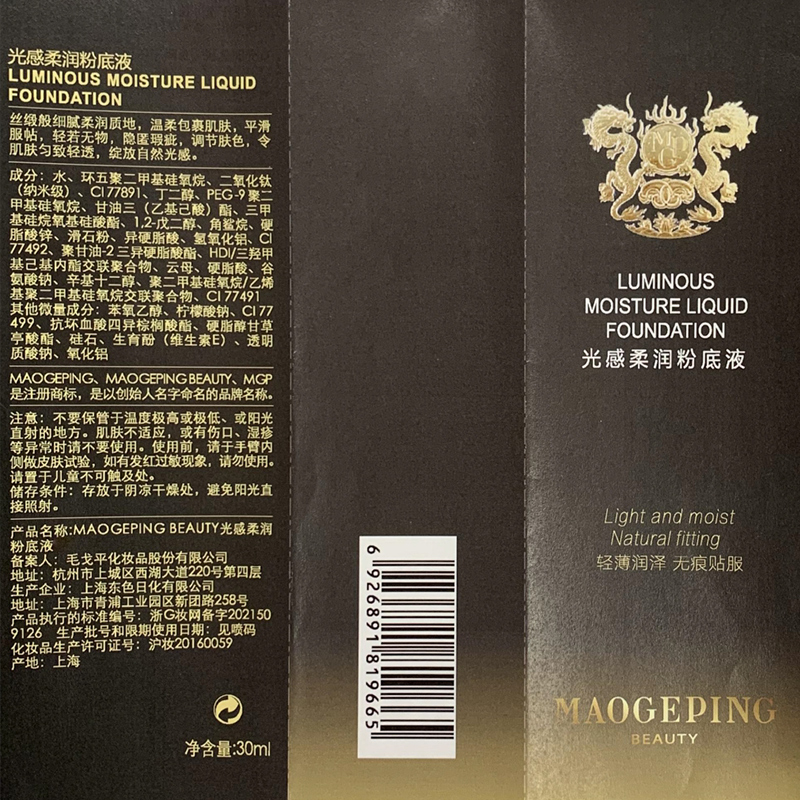 光感柔润粉底液
LUMINOUS MOISTURE LIQUID
FOUNDATION
丝缎般细腻柔润质地，温柔包裹肌肤，平滑
服帖，轻若无物，隐匿瑕疵，调节肤色，令
肌肤匀致轻透，绽放自然光感。
成分：水、环五聚二甲基硅氧烷、二氧化钛
（纳米级）、CI 77891、丁二醇、PEG-9 聚二
甲基硅氧烷、甘油三（乙基己酸）酯、三甲
基硅烷氧基硅酸酯、1,2-戊二醇、角鲨烷、硬
脂酸锌、滑石粉、异硬脂酸、氢氧化铝、CI
77492、聚甘油-2 三异硬脂酸酯、HDI/三羟甲
基己基内酯交联聚合物、云母、硬脂酸、谷
氨酸钠、辛基十二醇、聚二甲基硅氧烷/乙烯
基聚二甲基硅氧烷交联聚合物、CI 77491
其他微量成分：苯氧乙醇、柠檬酸钠、CI 77
499、抗坏血酸四异棕榈酸酯、硬脂醇甘草
亭酸酯、硅石、生育酚（维生素E）、透明
质酸钠、氧化铝
MAOGEPING、MAOGEPING BEAUTY、MGP
是注册商标，是以创始人名字命名的品牌名称。
注意：不要保管于温度极高或极低、或阳光
直射的地方。肌肤不适应，或有伤口、湿疹
等异常时请不要使用。使用前，请于手臂内
侧做皮肤试验，如有发红过敏现象，请勿使用。
请置于儿童不可触及处。
储存条件：存放于阴凉干燥处，避免阳光直
接照射。
产品名称:MAOGEPING BEAUTY光感柔润
粉底液
备案人：毛戈平化妆品股份有限公司
地址：杭州市上城区西湖大道220号第四层
生产企业：上海东色日化有限公司
地址：上海市青浦工业园区新团路258号
产品执行的标准编号：浙G妆网备字202150
9126 生产批号和限期使用日期：见喷码
化妆品生产许可证号：沪妆20160059
产地：上海
净含量:30ml
6 926891 819665
MGP
LUMINOUS
MOISTURE LIQUID
FOUNDATION
光感柔润粉底液
Light and moist
Natural fitting
轻薄润泽 无痕贴服
MAOGEPING
BEAUTY